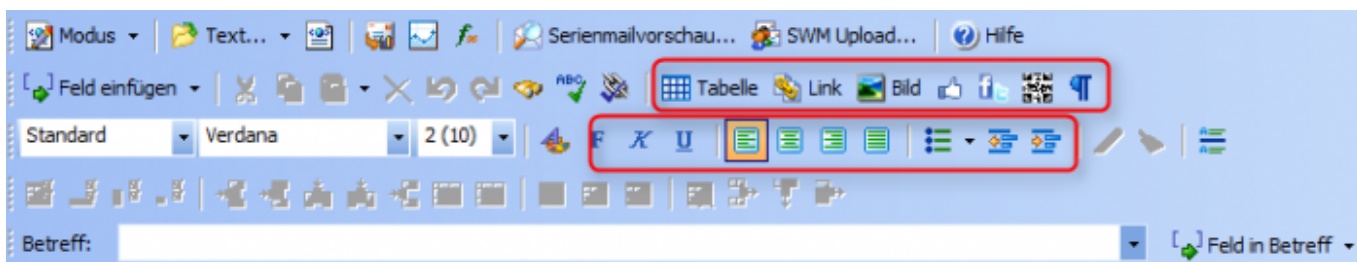 Modus Text... Serienmailvorschau... SWM Upload... Hilfe
Feld einfügen ABC Tabelle Link Bild
Standard Verdana 2 (10) F K U
Betreff: Feld in Betreff